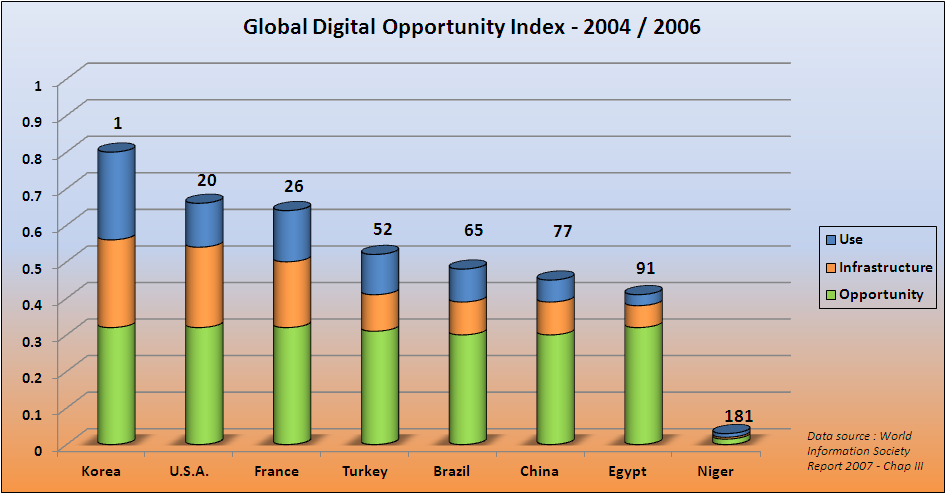 Global Digital Opportunity Index - 2004 / 2006
1
0.9
0.8
0.7
0.6
0.5
0.4
0.3
0.2
0.1
0
1
20
26
52
65
77
91
181
Korea
U.S.A.
France
Turkey
Brazil
China
Egypt
Niger
Use
Infrastructure
Opportunity
Data source : World
Information Society
Report 2007 - Chap III